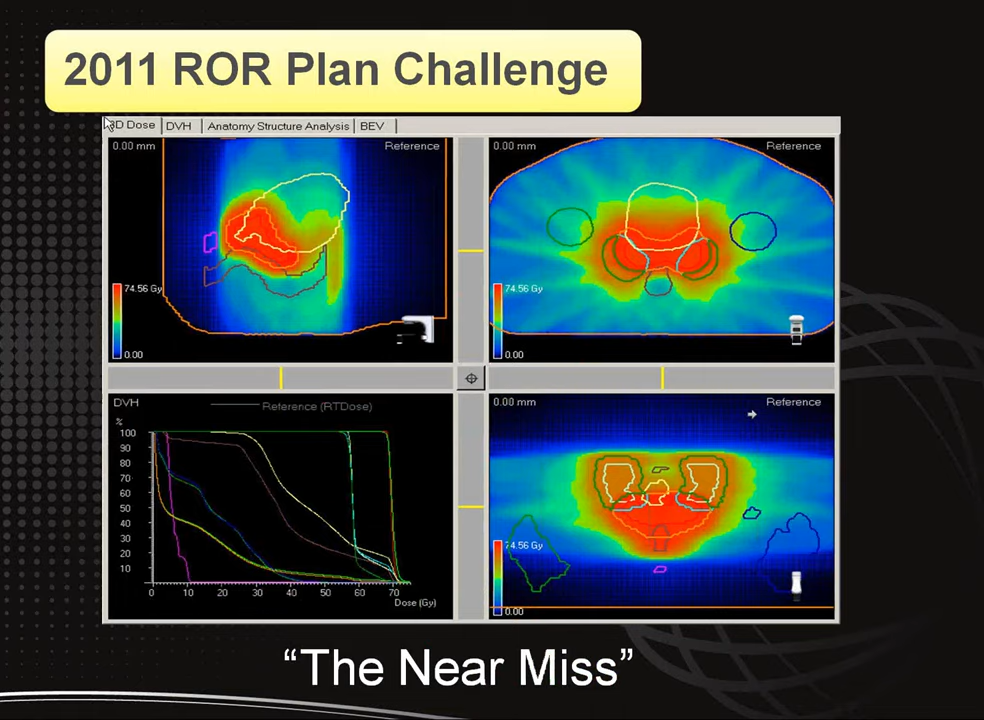 2011 ROR Plan Challenge
3D Dose DVH Anatomy Structure Analysis BEV
0.00 mm Reference
74.56 Gy
0.00
0.00 mm Reference
74.56 Gy
0.00
DVH Reference (RTDose)
%
100
90
80
70
60
50
40
30
20
10
0 10 20 30 40 50 60 70
Dose (Gy)
0.00 mm Reference
74.56 Gy
0.00
“The Near Miss”